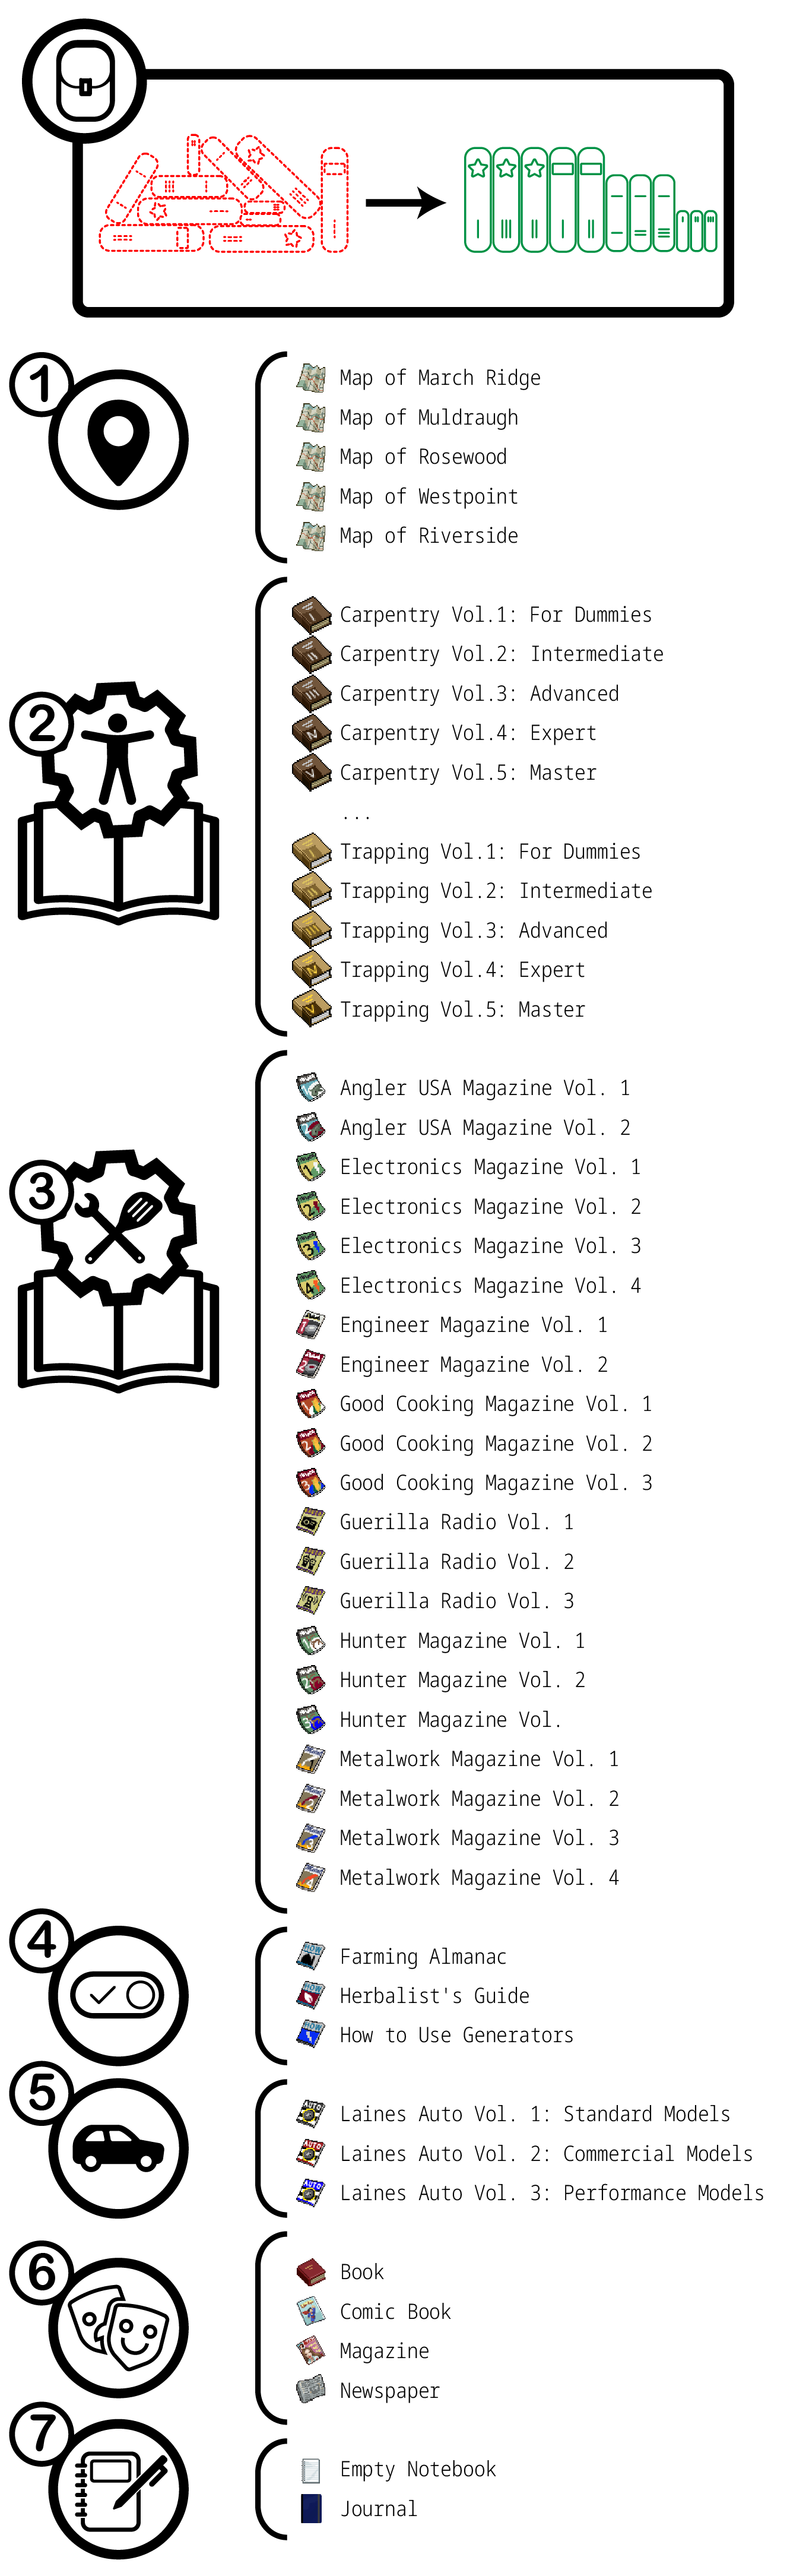 1
Map of March Ridge
Map of Muldraugh
Map of Rosewood
Map of Westpoint
Map of Riverside
2
Carpentry Vol.1: For Dummies
Carpentry Vol.2: Intermediate
Carpentry Vol.3: Advanced
Carpentry Vol.4: Expert
Carpentry Vol.5: Master
...
Trapping Vol.1: For Dummies
Trapping Vol.2: Intermediate
Trapping Vol.3: Advanced
Trapping Vol.4: Expert
Trapping Vol.5: Master
3
Angler USA Magazine Vol. 1
Angler USA Magazine Vol. 2
Electronics Magazine Vol. 1
Electronics Magazine Vol. 2
Electronics Magazine Vol. 3
Electronics Magazine Vol. 4
Engineer Magazine Vol. 1
Engineer Magazine Vol. 2
Good Cooking Magazine Vol. 1
Good Cooking Magazine Vol. 2
Good Cooking Magazine Vol. 3
Guerilla Radio Vol. 1
Guerilla Radio Vol. 2
Guerilla Radio Vol. 3
Hunter Magazine Vol. 1
Hunter Magazine Vol. 2
Hunter Magazine Vol.
Metalwork Magazine Vol. 1
Metalwork Magazine Vol. 2
Metalwork Magazine Vol. 3
Metalwork Magazine Vol. 4
4
Farming Almanac
Herbalist's Guide
How to Use Generators
5
Laines Auto Vol. 1: Standard Models
Laines Auto Vol. 2: Commercial Models
Laines Auto Vol. 3: Performance Models
6
Book
Comic Book
Magazine
Newspaper
7
Empty Notebook
Journal